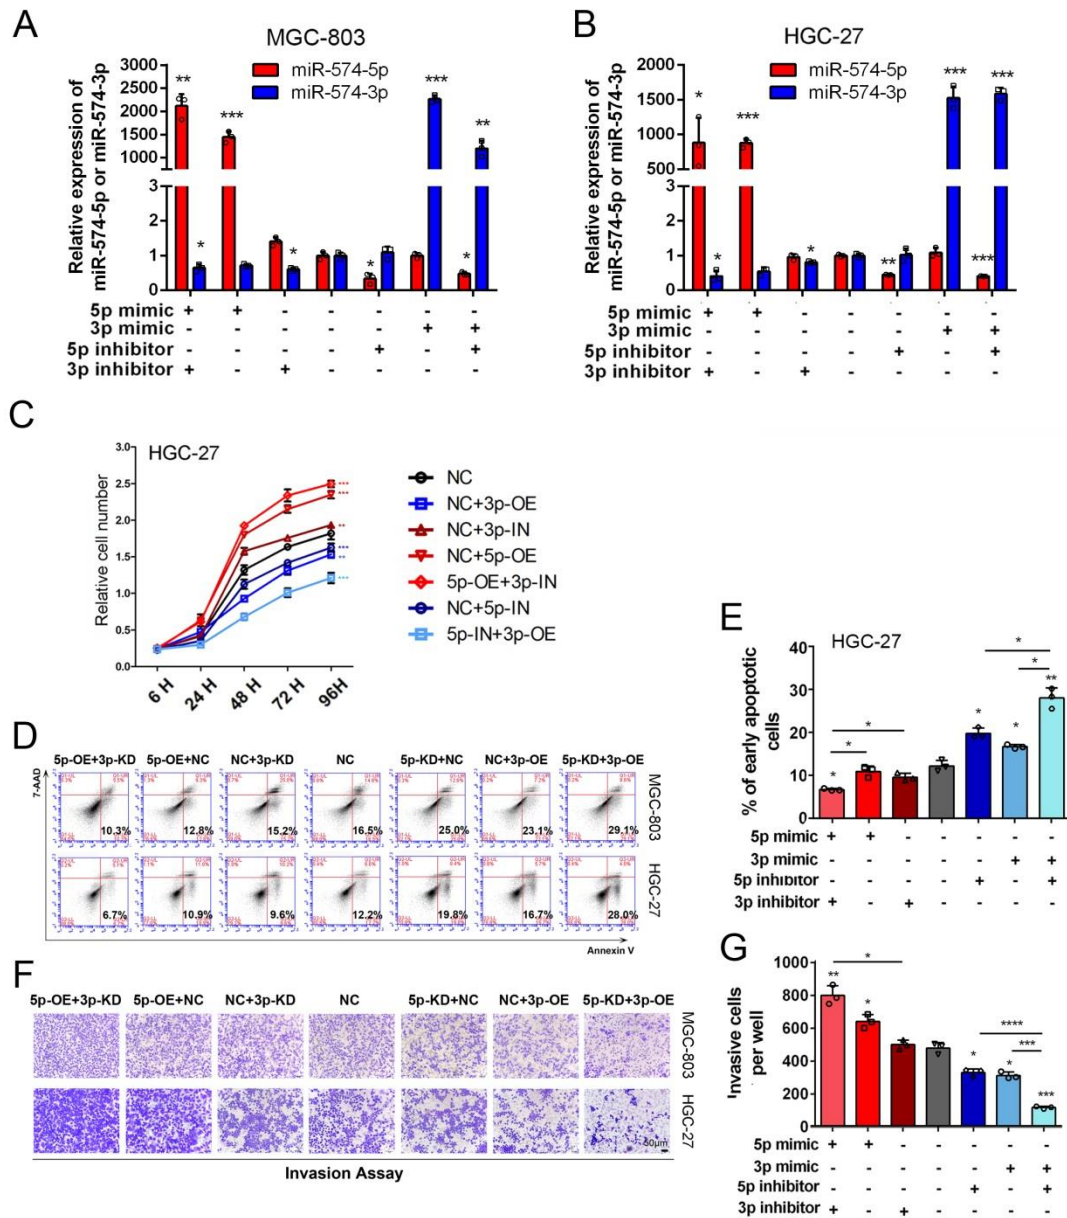 A
MGC-803
Relative expression of
miR-574-5p or miR-574-3p
miR-574-5p
miR-574-3p
3000
2500
2000
1500
1000
3
2
1
0
** * *** * * *** * **
5p mimic + + - - - - -
3p mimic - - - - - + +
5p inhibitor - - - - + - +
3p inhibitor + - + - - - -
B
HGC-27
Relative expression of
miR-574-5p or miR-574-3p
miR-574-5p
miR-574-3p
2000
1500
1000
500
3
2
1
0
* * *** * ** *** *** ***
5p mimic + + - - - - -
3p mimic - - - - - + +
5p inhibitor - - - - + - +
3p inhibitor + - + - - - -
C
HGC-27
Relative cell number
3.0
2.5
2.0
1.5
1.0
0.5
0.0
6 H 24 H 48 H 72 H 96H
***
***
**
***
**
***
NC
NC+3p-OE
NC+3p-IN
NC+5p-OE
5p-OE+3p-IN
NC+5p-IN
5p-IN+3p-OE
D
5p-OE+3p-KD 5p-OE+NC NC+3p-KD NC 5p-KD+NC NC+3p-OE 5p-KD+3p-OE
7-AAD
10.3% 12.8% 15.2% 16.5% 25.0% 23.1% 29.1%
MGC-803
6.7% 10.9% 9.6% 12.2% 19.8% 16.7% 28.0%
HGC-27
Annexin V
E
HGC-27
% of early apoptotic
cells
40
30
20
10
0
* * * * * * * **
5p mimic + + - - - - -
3p mimic - - - - - + +
5p inhibitor - - - - + - +
3p inhibitor + - + - - - -
F
5p-OE+3p-KD 5p-OE+NC NC+3p-KD NC 5p-KD+NC NC+3p-OE 5p-KD+3p-OE
MGC-803
HGC-27
50μm
Invasion Assay
G
Invasive cells
per well
1000
800
600
400
200
0
** * * * * **** *** ***
5p mimic + + - - - - -
3p mimic - - - - - + +
5p inhibitor - - - - + - +
3p inhibitor + - + - - - -